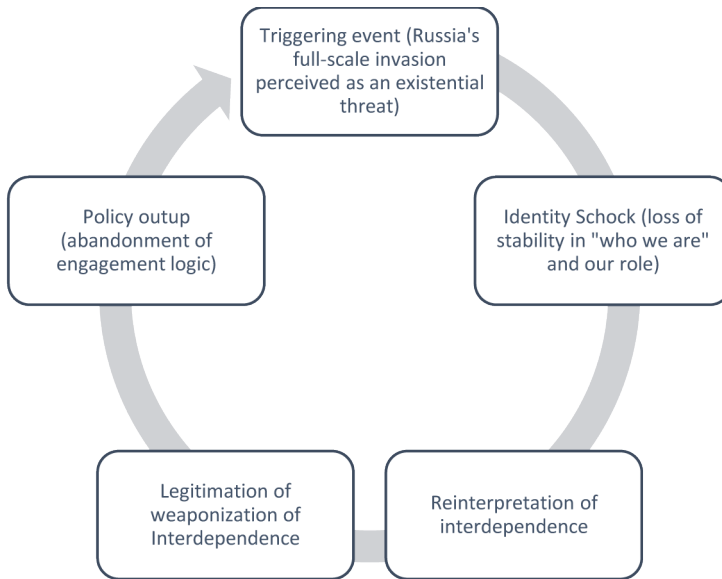 Triggering event (Russia's
full-scale invasion
perceived as an existential
threat)
Identity Schock (loss of
stability in "who we are"
and our role)
Reinterpretation of
interdependence
Legitimation of
weaponization of
Interdependence
Policy outup
(abandonment of
engagement logic)